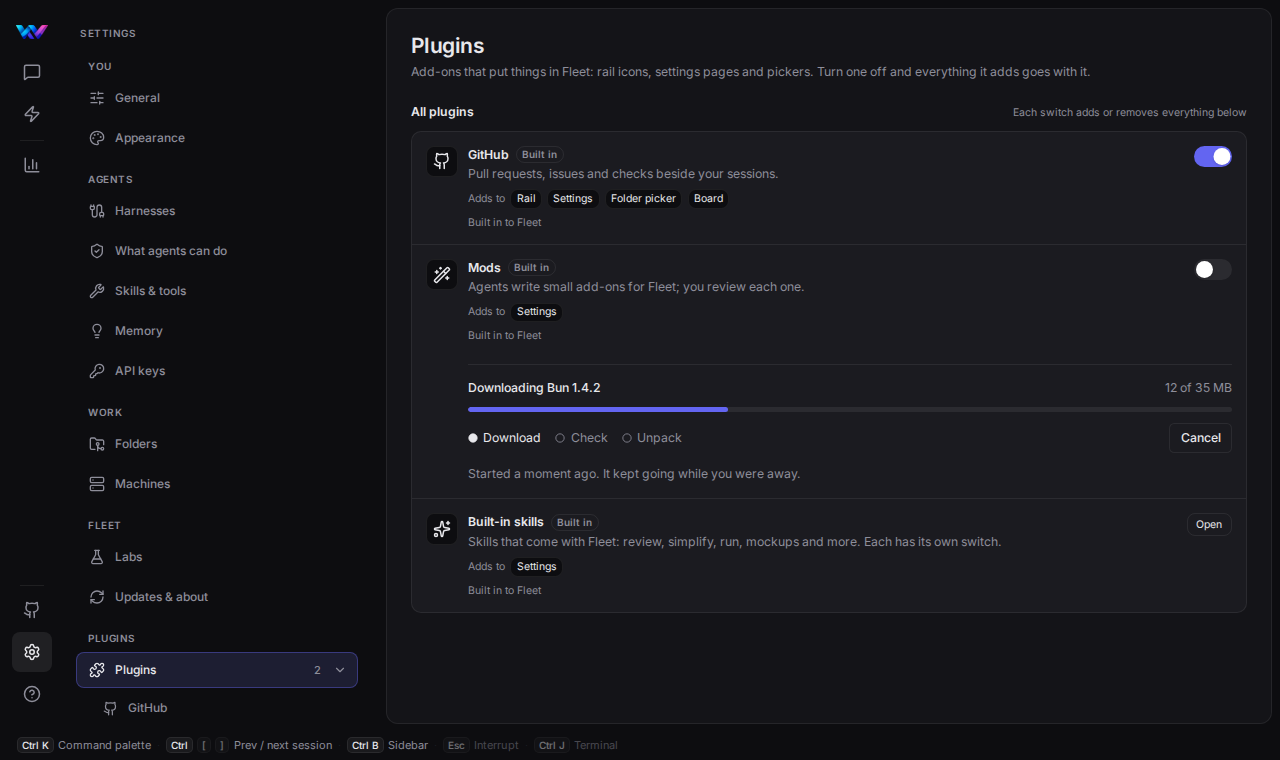 SETTINGS
YOU
General
Appearance
AGENTS
Harnesses
What agents can do
Skills & tools
Memory
API keys
WORK
Folders
Machines
FLEET
Labs
Updates & about
PLUGINS
Plugins 2
GitHub
Plugins
Add-ons that put things in Fleet: rail icons, settings pages and pickers. Turn one off and everything it adds goes with it.
All plugins Each switch adds or removes everything below
GitHub Built in
Pull requests, issues and checks beside your sessions.
Adds to Rail Settings Folder picker Board
Built in to Fleet
Mods Built in
Agents write small add-ons for Fleet; you review each one.
Adds to Settings
Built in to Fleet
Downloading Bun 1.4.2 12 of 35 MB
Download Check Unpack Cancel
Started a moment ago. It kept going while you were away.
Built-in skills Built in Open
Skills that come with Fleet: review, simplify, run, mockups and more. Each has its own switch.
Adds to Settings
Built in to Fleet
Ctrl K Command palette Ctrl [ ] Prev / next session Ctrl B Sidebar Esc Interrupt Ctrl J Terminal